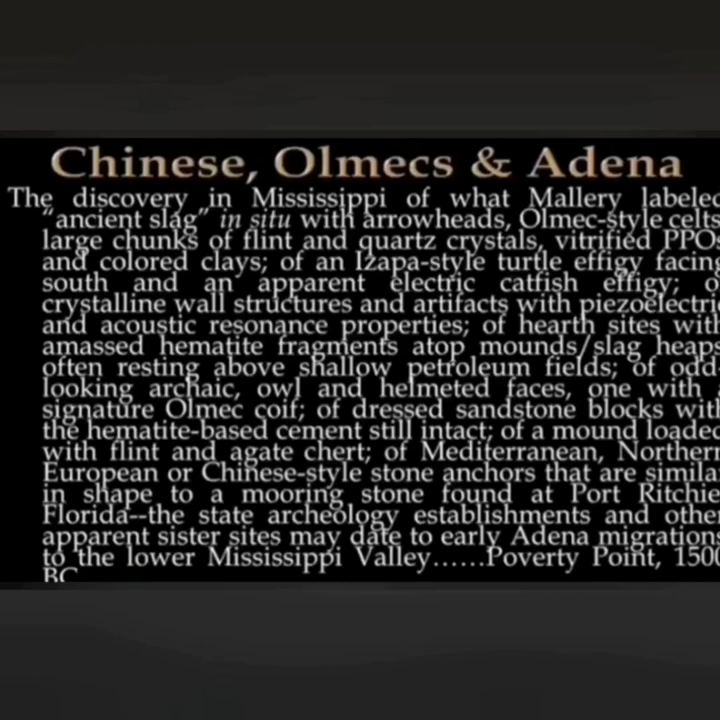 Chinese, Olmecs & Adena
The discovery in Mississippi of what Mallery labeled
"ancient slag" in situ with arrowheads, Olmec-style celts,
large chunks of flint and quartz crystals, vitrified PPOs
and colored clays; of an Izapa-style turtle effigy facing
south and an apparent electric catfish effigy; o
crystalline wall structures and artifacts with piezoelectri
and acoustic resonance properties; of hearth sites with
amassed hematite fragments atop mounds/slag heaps
often resting above shallow petroleum fields; of odd-
looking archaic, owl and helmeted faces, one with a
signature Olmec coif; of dressed sandstone blocks with
the hematite-based cement still intact; of a mound loaded
with flint and agate chert; of Mediterranean, Northern
European or Chinese-style stone anchors that are simila
in shape to a mooring stone found at Port Ritchie
Florida--the state archeology establishments and other
apparent sister sites may date to early Adena migrations
to the lower Mississippi Valley......Poverty Point, 1500
BC